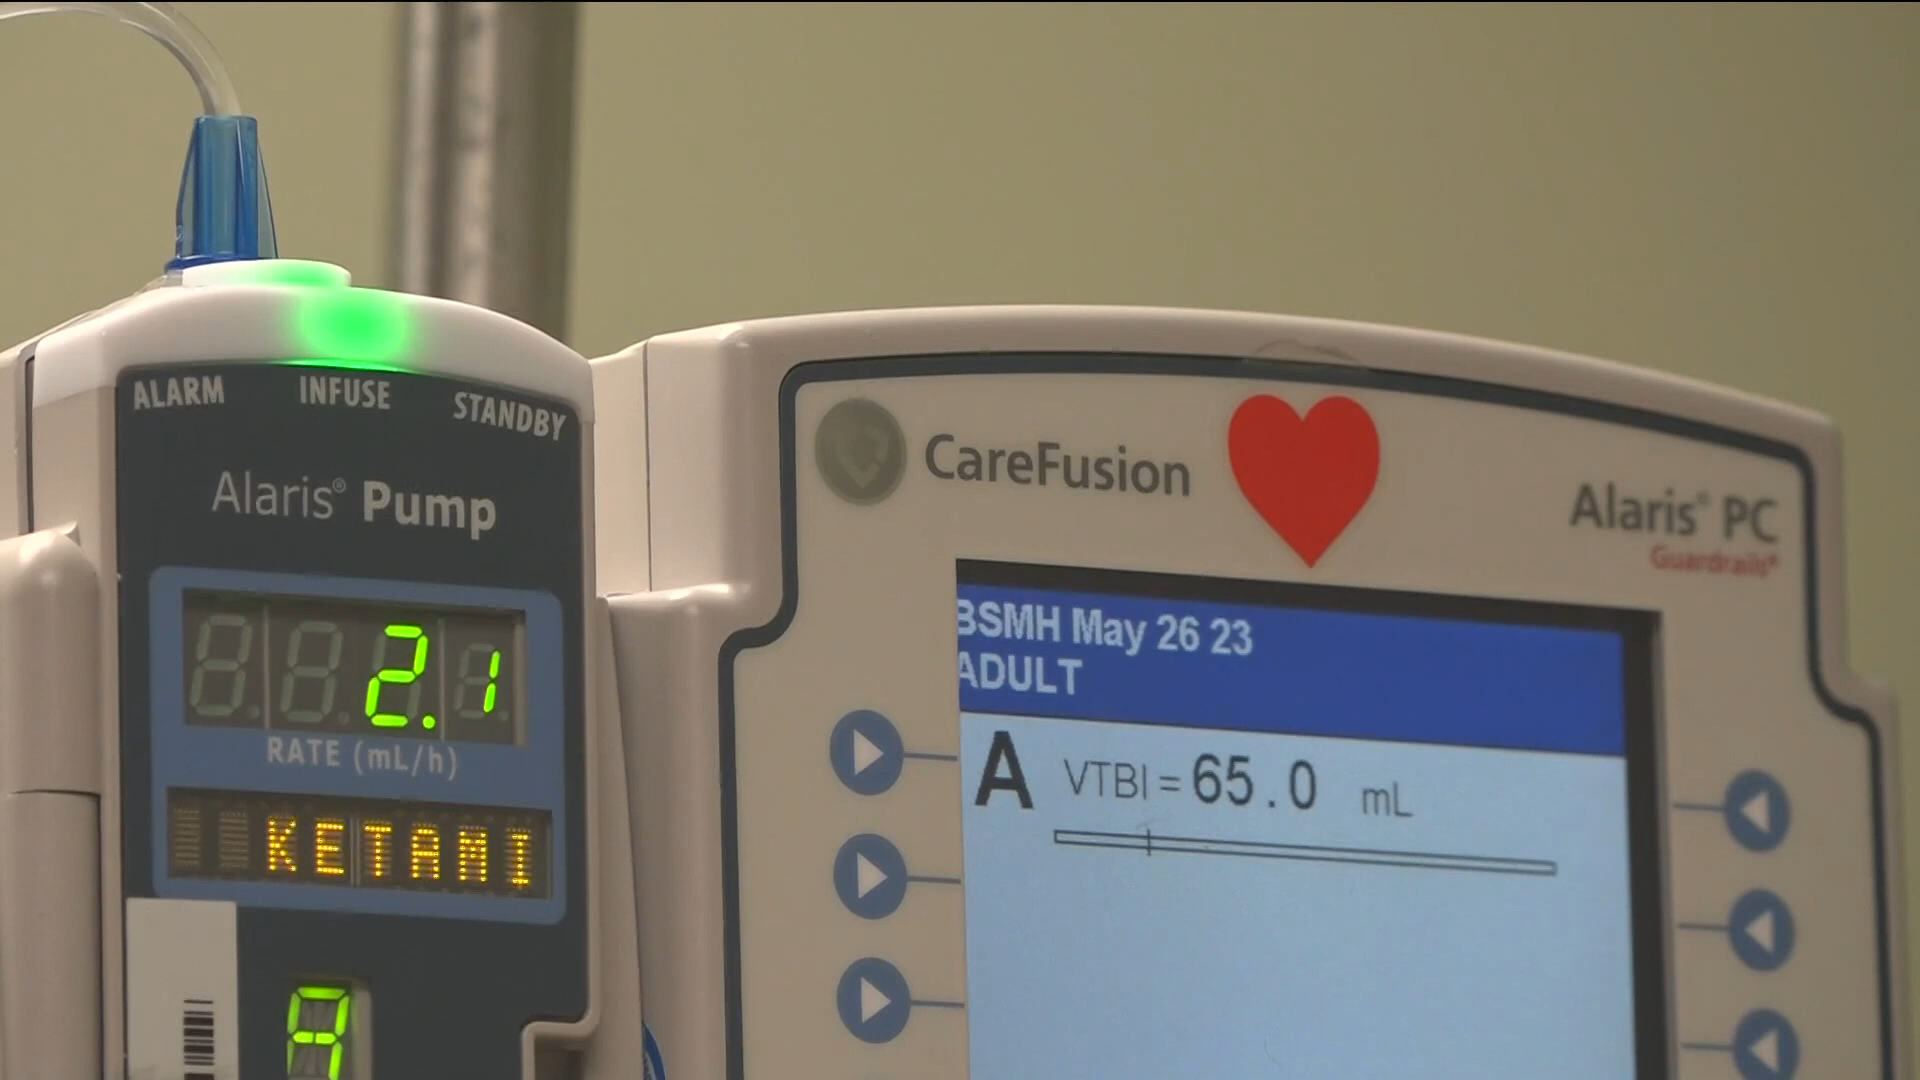 ALARM INFUSE STANDBY
Alaris® Pump
2.1
RATE (mL/h)
KETAMI
A
CareFusion
Alaris® PC
Guardrails®
BSMH May 26 23
ADULT
A VTBI = 65.0 mL